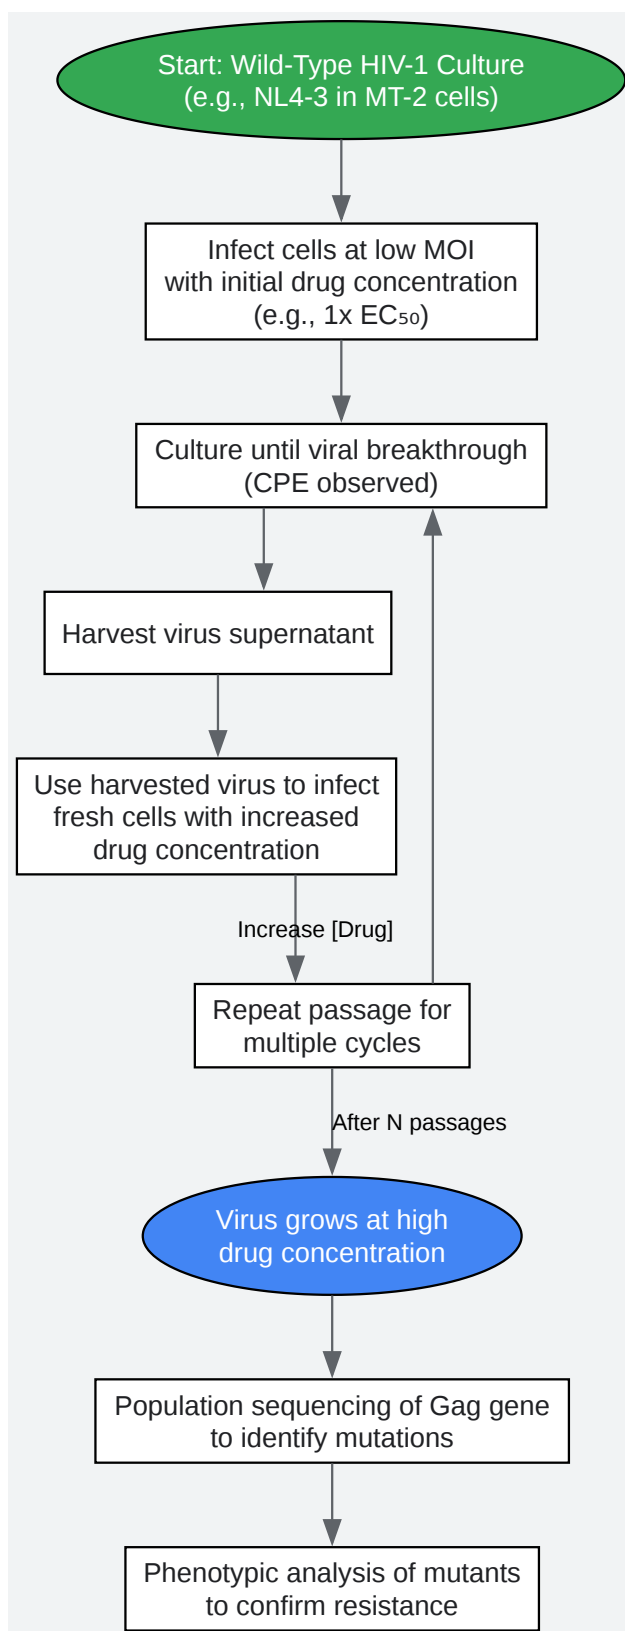 Start: Wild-Type HIV-1 Culture
(e.g., NL4-3 in MT-2 cells)
Infect cells at low MOI
with initial drug concentration
(e.g., 1x EC₅₀)
Culture until viral breakthrough
(CPE observed)
Harvest virus supernatant
Use harvested virus to infect
fresh cells with increased
drug concentration
Increase [Drug]
Repeat passage for
multiple cycles
After N passages
Virus grows at high
drug concentration
Population sequencing of Gag gene
to identify mutations
Phenotypic analysis of mutants
to confirm resistance